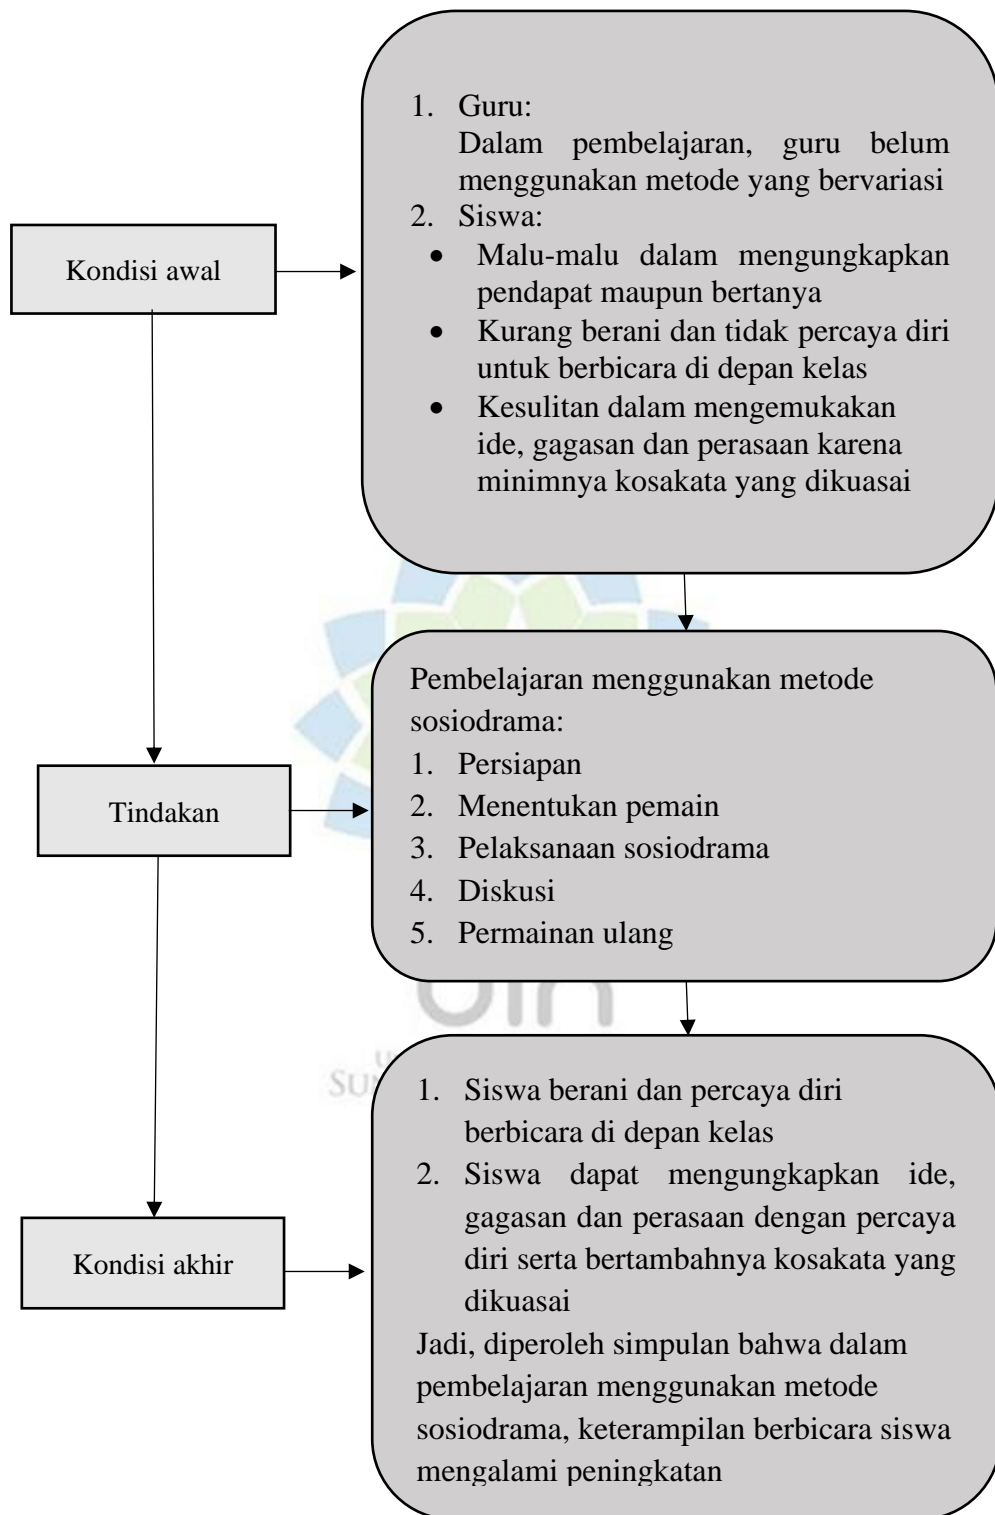 1. Guru:
Dalam pembelajaran, guru belum
menggunakan metode yang bervariasi
2. Siswa:
• Malu-malu dalam mengungkapkan
pendapat maupun bertanya
• Kurang berani dan tidak percaya diri
untuk berbicara di depan kelas
• Kesulitan dalam mengemukakan
ide, gagasan dan perasaan karena
minimnya kosakata yang dikuasai
Kondisi awal
Pembelajaran menggunakan metode
sosiodrama:
1. Persiapan
2. Menentukan pemain
3. Pelaksanaan sosiodrama
4. Diskusi
5. Permainan ulang
Tindakan
uin
1. Siswa berani dan percaya diri
berbicara di depan kelas
2. Siswa dapat mengungkapkan ide,
gagasan dan perasaan dengan percaya
diri serta bertambahnya kosakata yang
dikuasai
Jadi, diperoleh simpulan bahwa dalam
pembelajaran menggunakan metode
sosiodrama, keterampilan berbicara siswa
mengalami peningkatan
Kondisi akhir